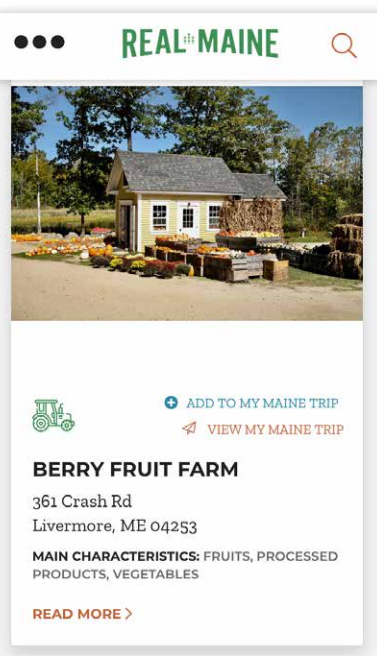 REAL MAINE
ADD TO MY MAINE TRIP
VIEW MY MAINE TRIP
BERRY FRUIT FARM
361 Crash Rd
Livermore, ME 04253
MAIN CHARACTERISTICS: FRUITS, PROCESSED
PRODUCTS, VEGETABLES
READ MORE >